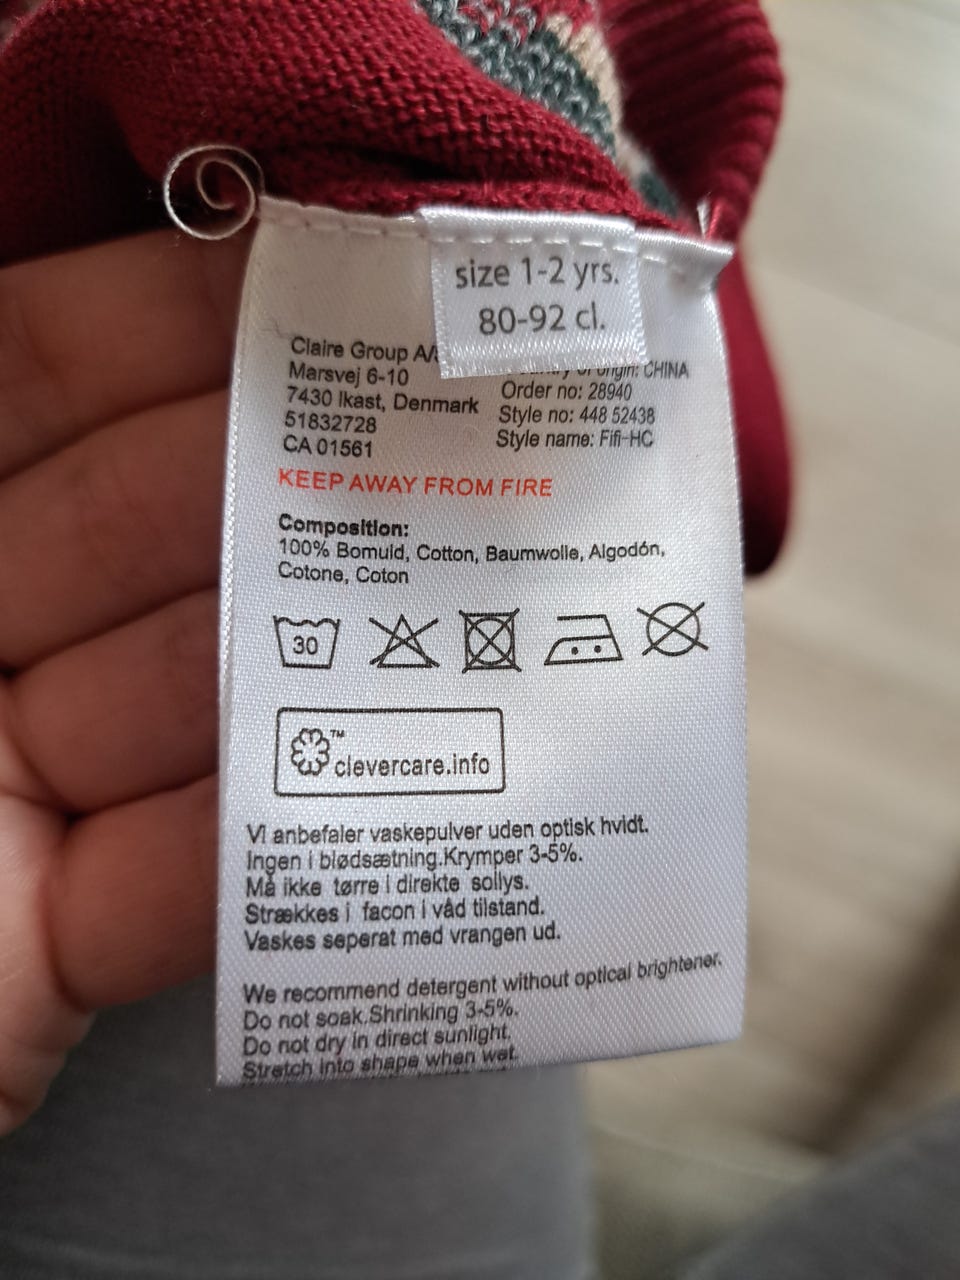 size 1-2 yrs.
80-92 cl.
Claire Group
Marsvej 6-10
7430 Ikast, Denmark
51832728
CA 01561
origin: CHINA
Order no: 28940
Style no: 448 52438
Style name: Fifi-HC
KEEP AWAY FROM FIRE
Composition:
100% Bomuld, Cotton, Baumwolle, Algodón,
Cotone, Coton
30
™
clevercare.info
Vi anbefaler vaskepulver uden optisk hvidt.
Ingen i blødsætning.Krymper 3-5%.
Må ikke tørre i direkte sollys.
Strækkes i facon i våd tilstand.
Vaskes seperat med vrangen ud.
We recommend detergent without optical brightener.
Do not soak.Shrinking 3-5%.
Do not dry in direct sunlight.
Stretch into shape when wet.